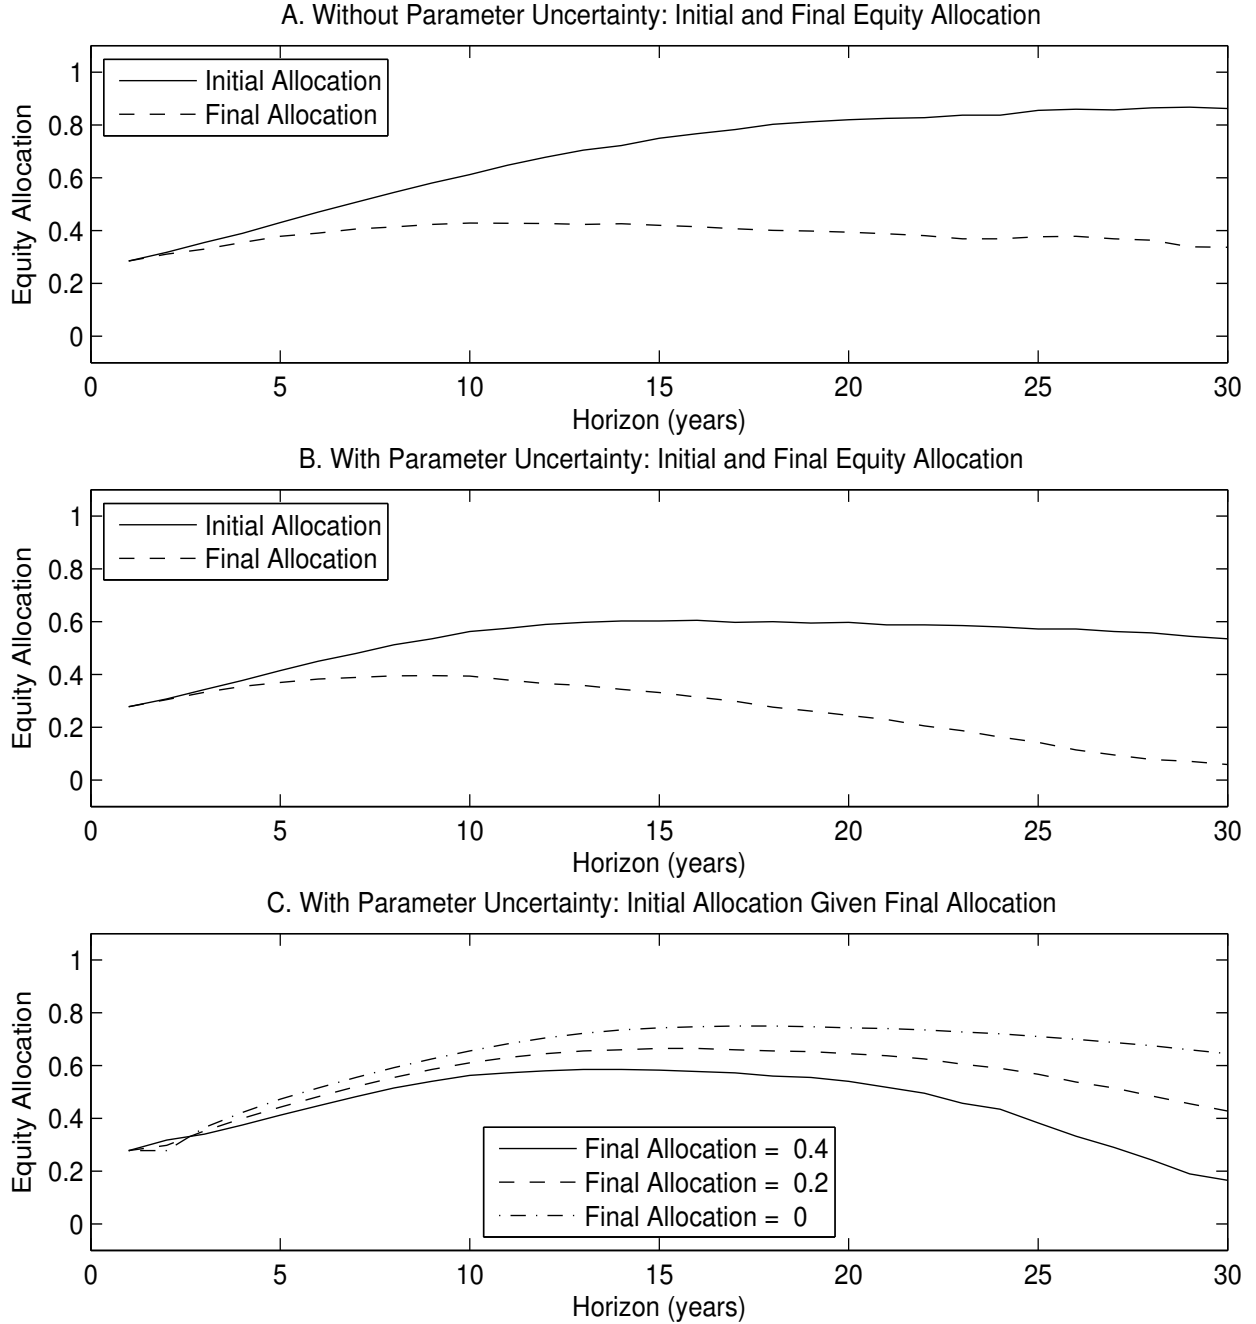 A. Without Parameter Uncertainty: Initial and Final Equity Allocation
Equity Allocation
1
0.8
0.6
0.4
0.2
0
Initial Allocation
Final Allocation
0 5 10 15 20 25 30
Horizon (years)
B. With Parameter Uncertainty: Initial and Final Equity Allocation
Equity Allocation
1
0.8
0.6
0.4
0.2
0
Initial Allocation
Final Allocation
0 5 10 15 20 25 30
Horizon (years)
C. With Parameter Uncertainty: Initial Allocation Given Final Allocation
Equity Allocation
1
0.8
0.6
0.4
0.2
0
Final Allocation = 0.4
Final Allocation = 0.2
Final Allocation = 0
0 5 10 15 20 25 30
Horizon (years)